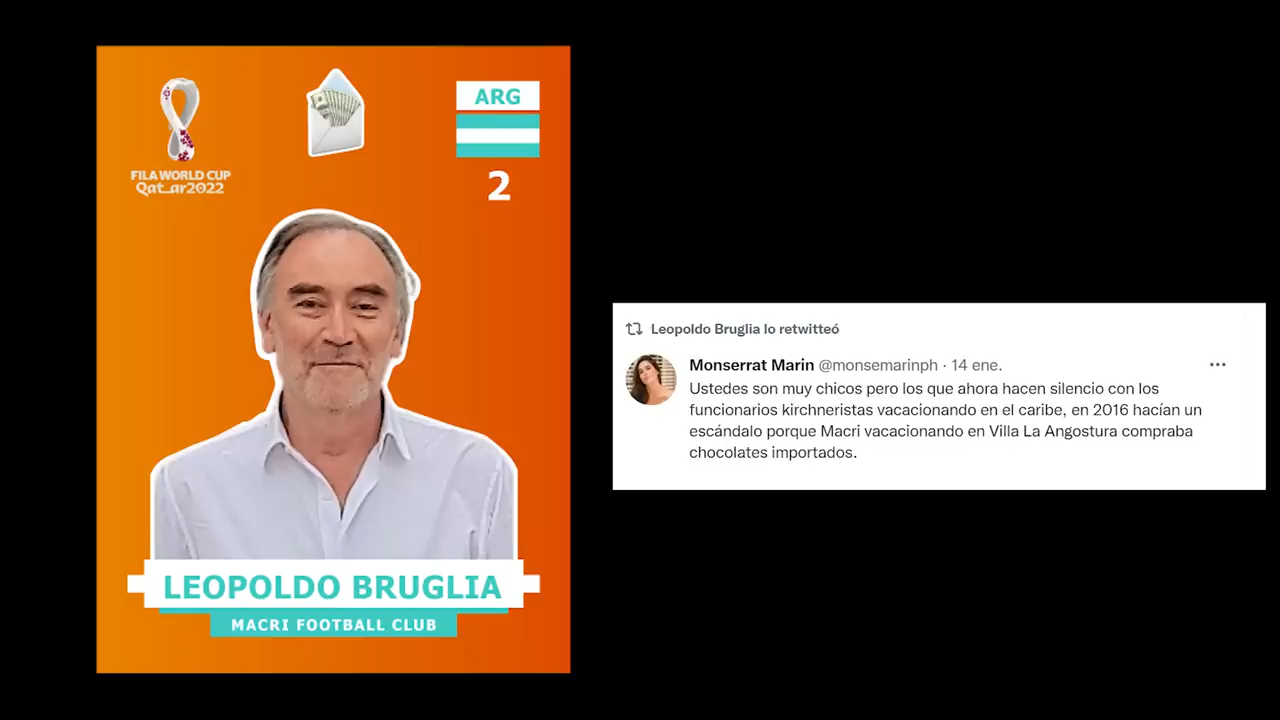 FILA WORLD CUP
Qat_ar2022
ARG
2
LEOPOLDO BRUGLIA
MACRI FOOTBALL CLUB
Leopoldo Bruglia lo retwitteó
Monserrat Marin @monsemarinph · 14 ene.
Ustedes son muy chicos pero los que ahora hacen silencio con los
funcionarios kirchneristas vacacionando en el caribe, en 2016 hacían un
escándalo porque Macri vacacionando en Villa La Angostura compraba
chocolates importados.